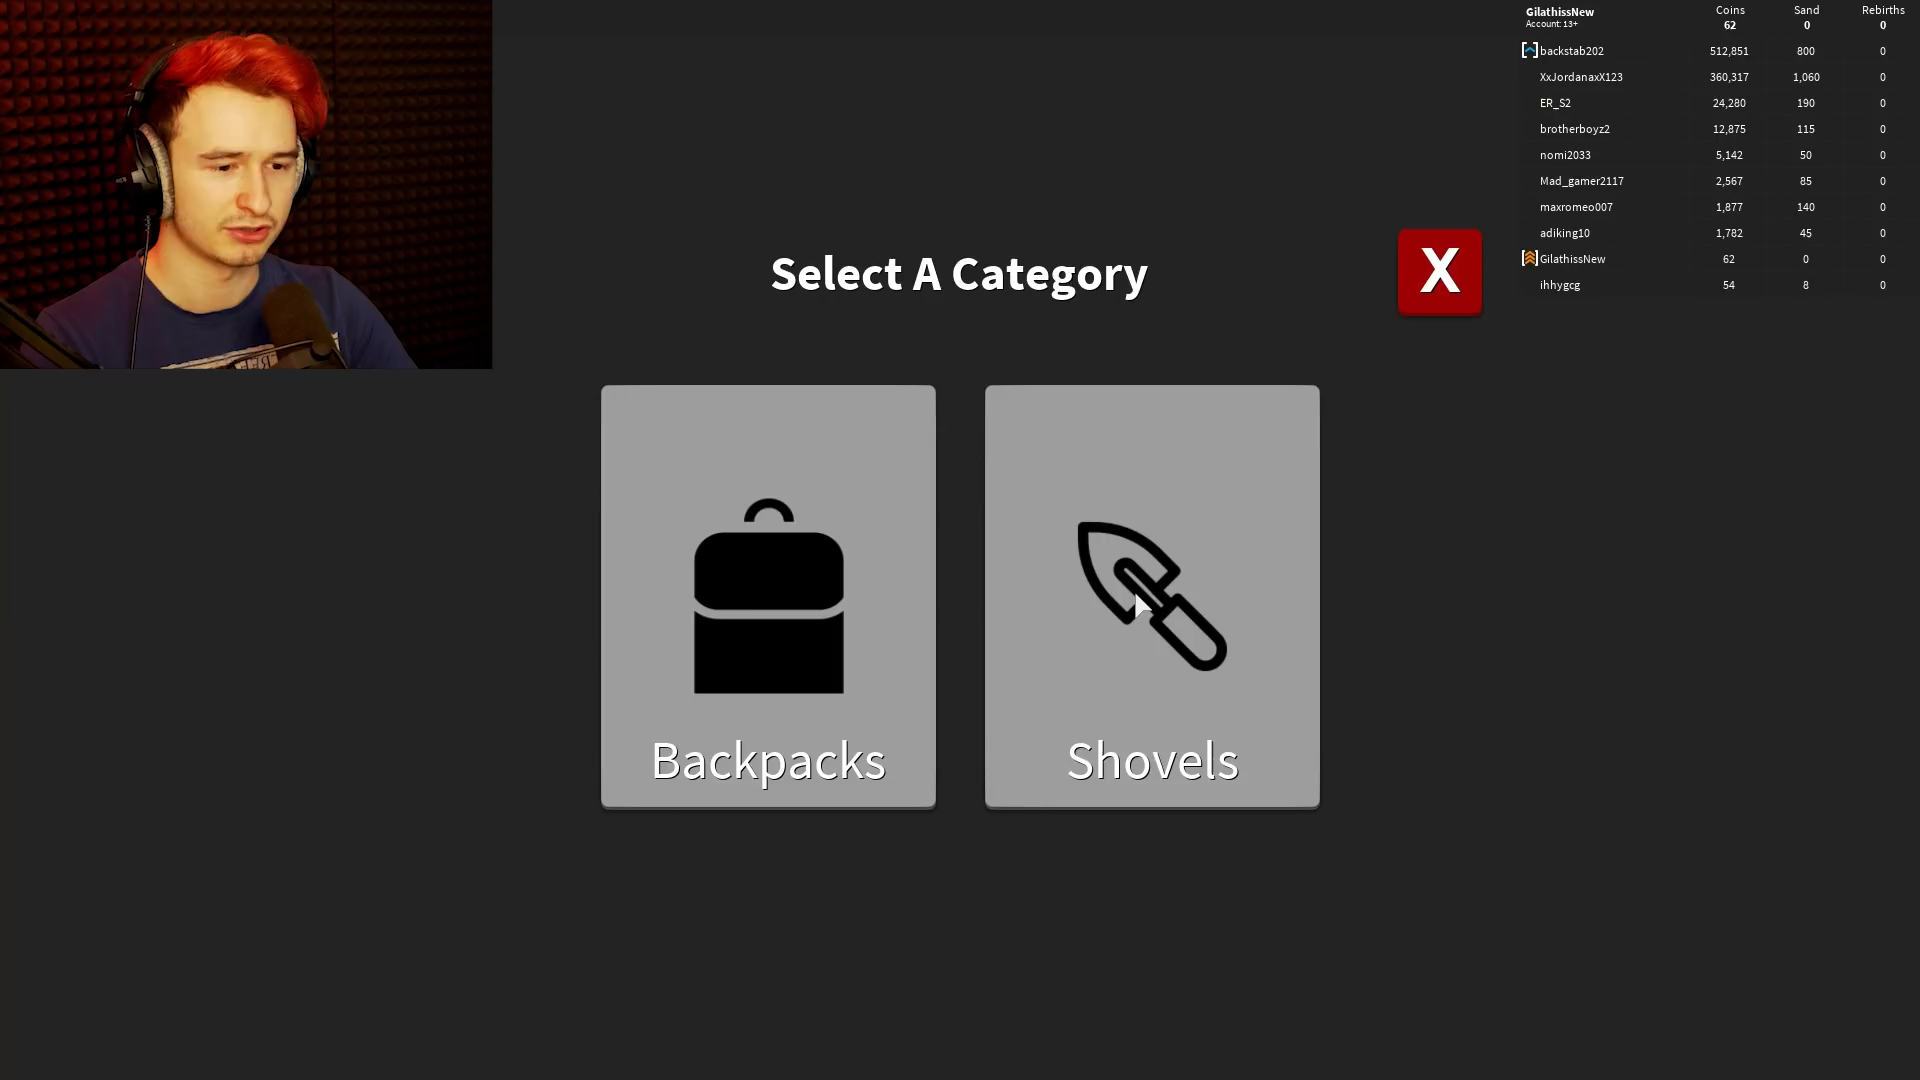 GilathissNew Coins Sand Rebirths
Account: 13+ 62 0 0
backstab202 512,851 800 0
XxJordanaxX123 360,317 1,060 0
ER_S2 24,280 190 0
brotherboyz2 12,875 115 0
nomi2033 5,142 50 0
Mad_gamer2117 2,567 85 0
maxromeo007 1,877 140 0
adiking10 1,782 45 0
GilathissNew 62 0 0
ihhygcg 54 8 0
Select A Category
X
Backpacks
Shovels